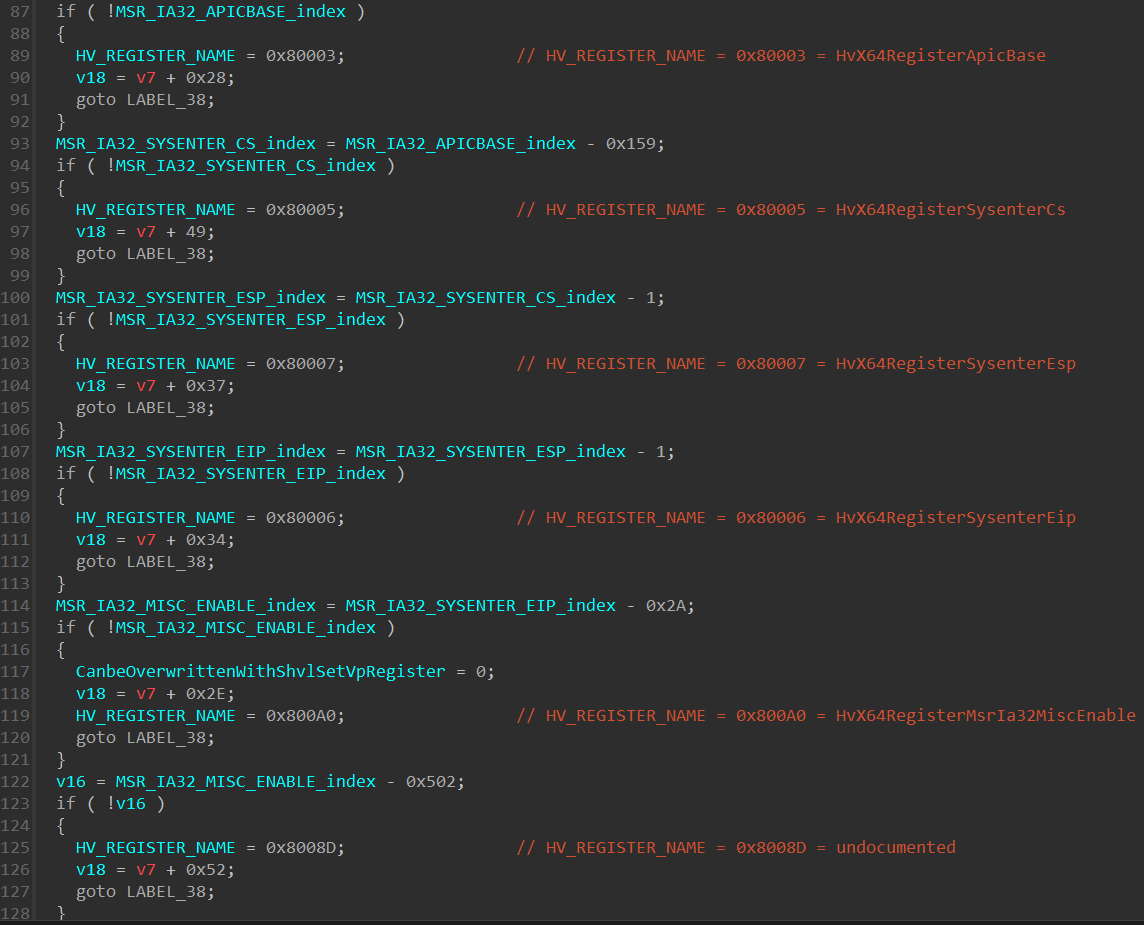 87 if ( !MSR_IA32_APICBASE_index )
88 {
89 HV_REGISTER_NAME = 0x80003; // HV_REGISTER_NAME = 0x80003 = HvX64RegisterApicBase
90 v18 = v7 + 0x28;
91 goto LABEL_38;
92 }
93 MSR_IA32_SYSENTER_CS_index = MSR_IA32_APICBASE_index - 0x159;
94 if ( !MSR_IA32_SYSENTER_CS_index )
95 {
96 HV_REGISTER_NAME = 0x80005; // HV_REGISTER_NAME = 0x80005 = HvX64RegisterSysenterCs
97 v18 = v7 + 49;
98 goto LABEL_38;
99 }
100 MSR_IA32_SYSENTER_ESP_index = MSR_IA32_SYSENTER_CS_index - 1;
101 if ( !MSR_IA32_SYSENTER_ESP_index )
102 {
103 HV_REGISTER_NAME = 0x80007; // HV_REGISTER_NAME = 0x80007 = HvX64RegisterSysenterEsp
104 v18 = v7 + 0x37;
105 goto LABEL_38;
106 }
107 MSR_IA32_SYSENTER_EIP_index = MSR_IA32_SYSENTER_ESP_index - 1;
108 if ( !MSR_IA32_SYSENTER_EIP_index )
109 {
110 HV_REGISTER_NAME = 0x80006; // HV_REGISTER_NAME = 0x80006 = HvX64RegisterSysenterEip
111 v18 = v7 + 0x34;
112 goto LABEL_38;
113 }
114 MSR_IA32_MISC_ENABLE_index = MSR_IA32_SYSENTER_EIP_index - 0x2A;
115 if ( !MSR_IA32_MISC_ENABLE_index )
116 {
117 CanbeOverwrittenWithShvlSetVpRegister = 0;
118 v18 = v7 + 0x2E;
119 HV_REGISTER_NAME = 0x800A0; // HV_REGISTER_NAME = 0x800A0 = HvX64RegisterMsrIa32MiscEnable
120 goto LABEL_38;
121 }
122 v16 = MSR_IA32_MISC_ENABLE_index - 0x502;
123 if ( !v16 )
124 {
125 HV_REGISTER_NAME = 0x8008D; // HV_REGISTER_NAME = 0x8008D = undocumented
126 v18 = v7 + 0x52;
127 goto LABEL_38;
128 }